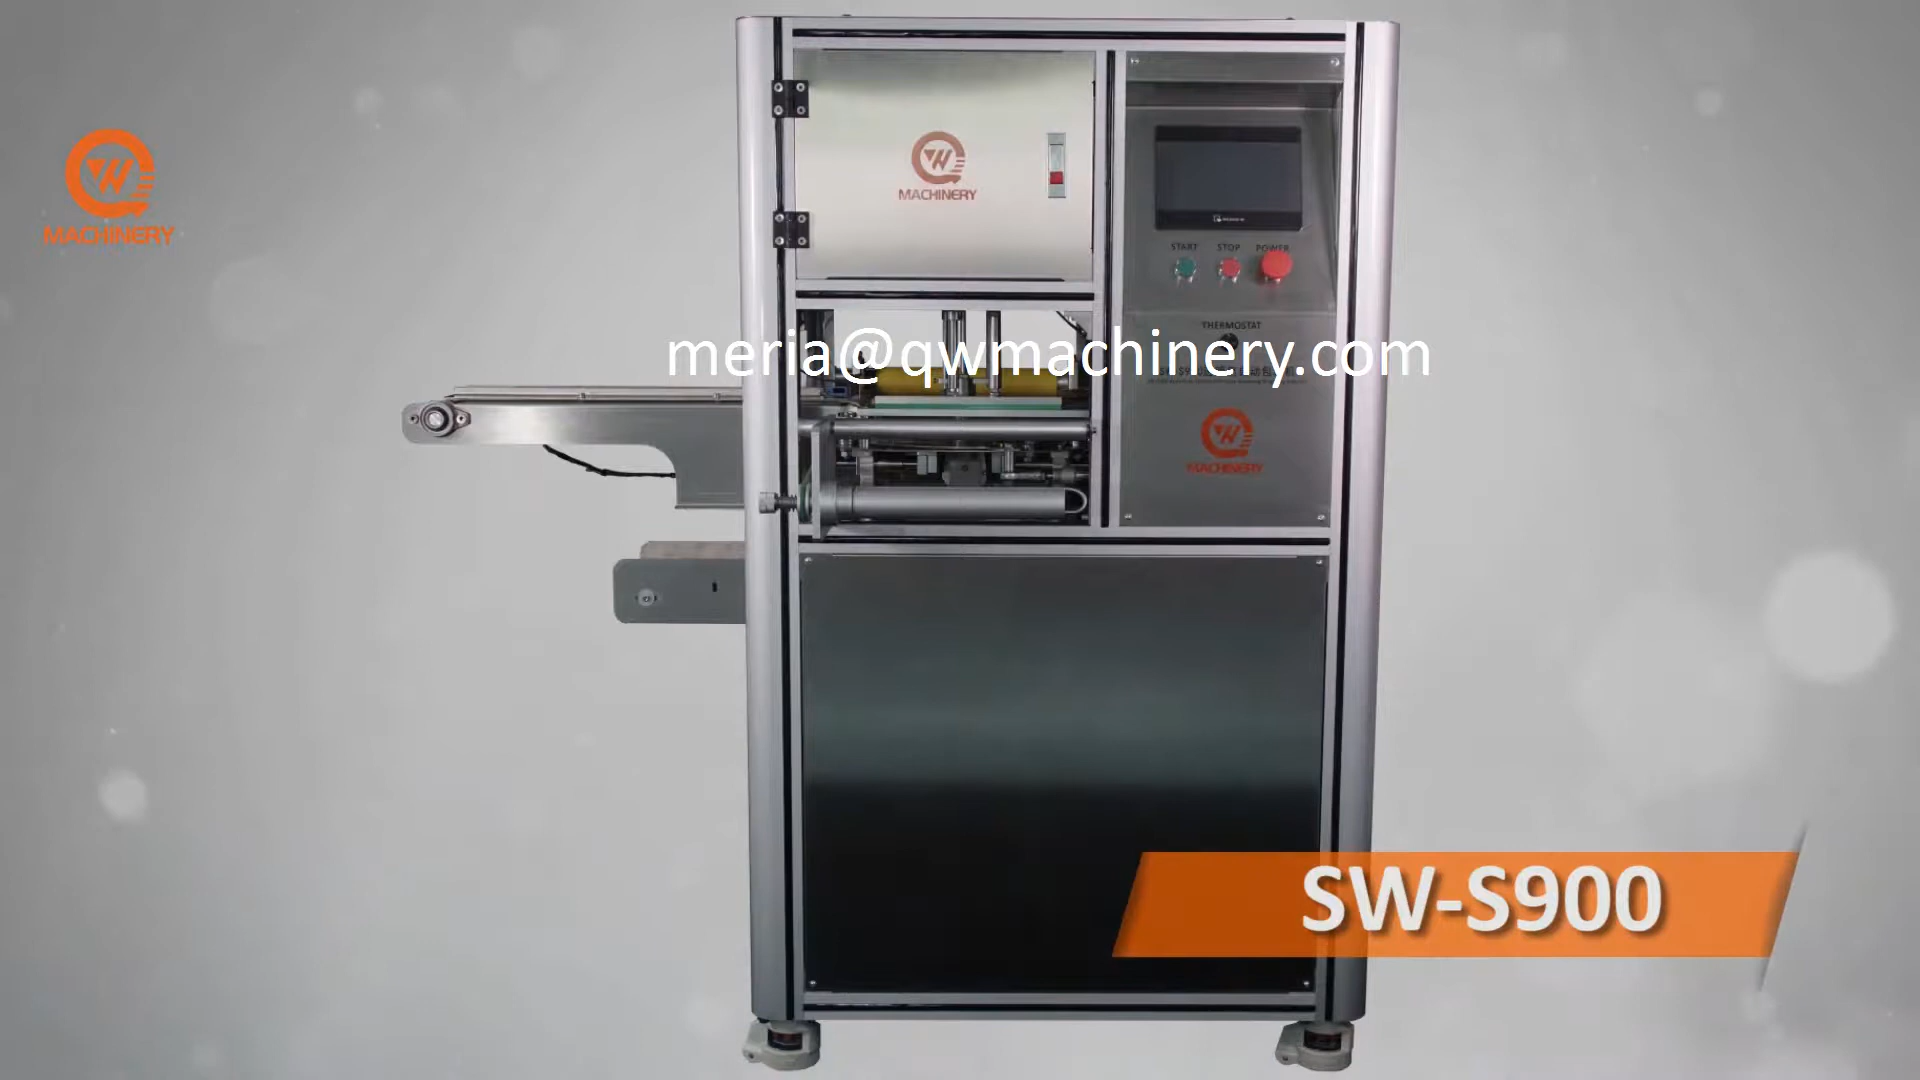 MACHINERY
MACHINERY
START STOP POWER
THERMOSTAT
meria@qwmachinery.com
MACHINERY
SW-S900